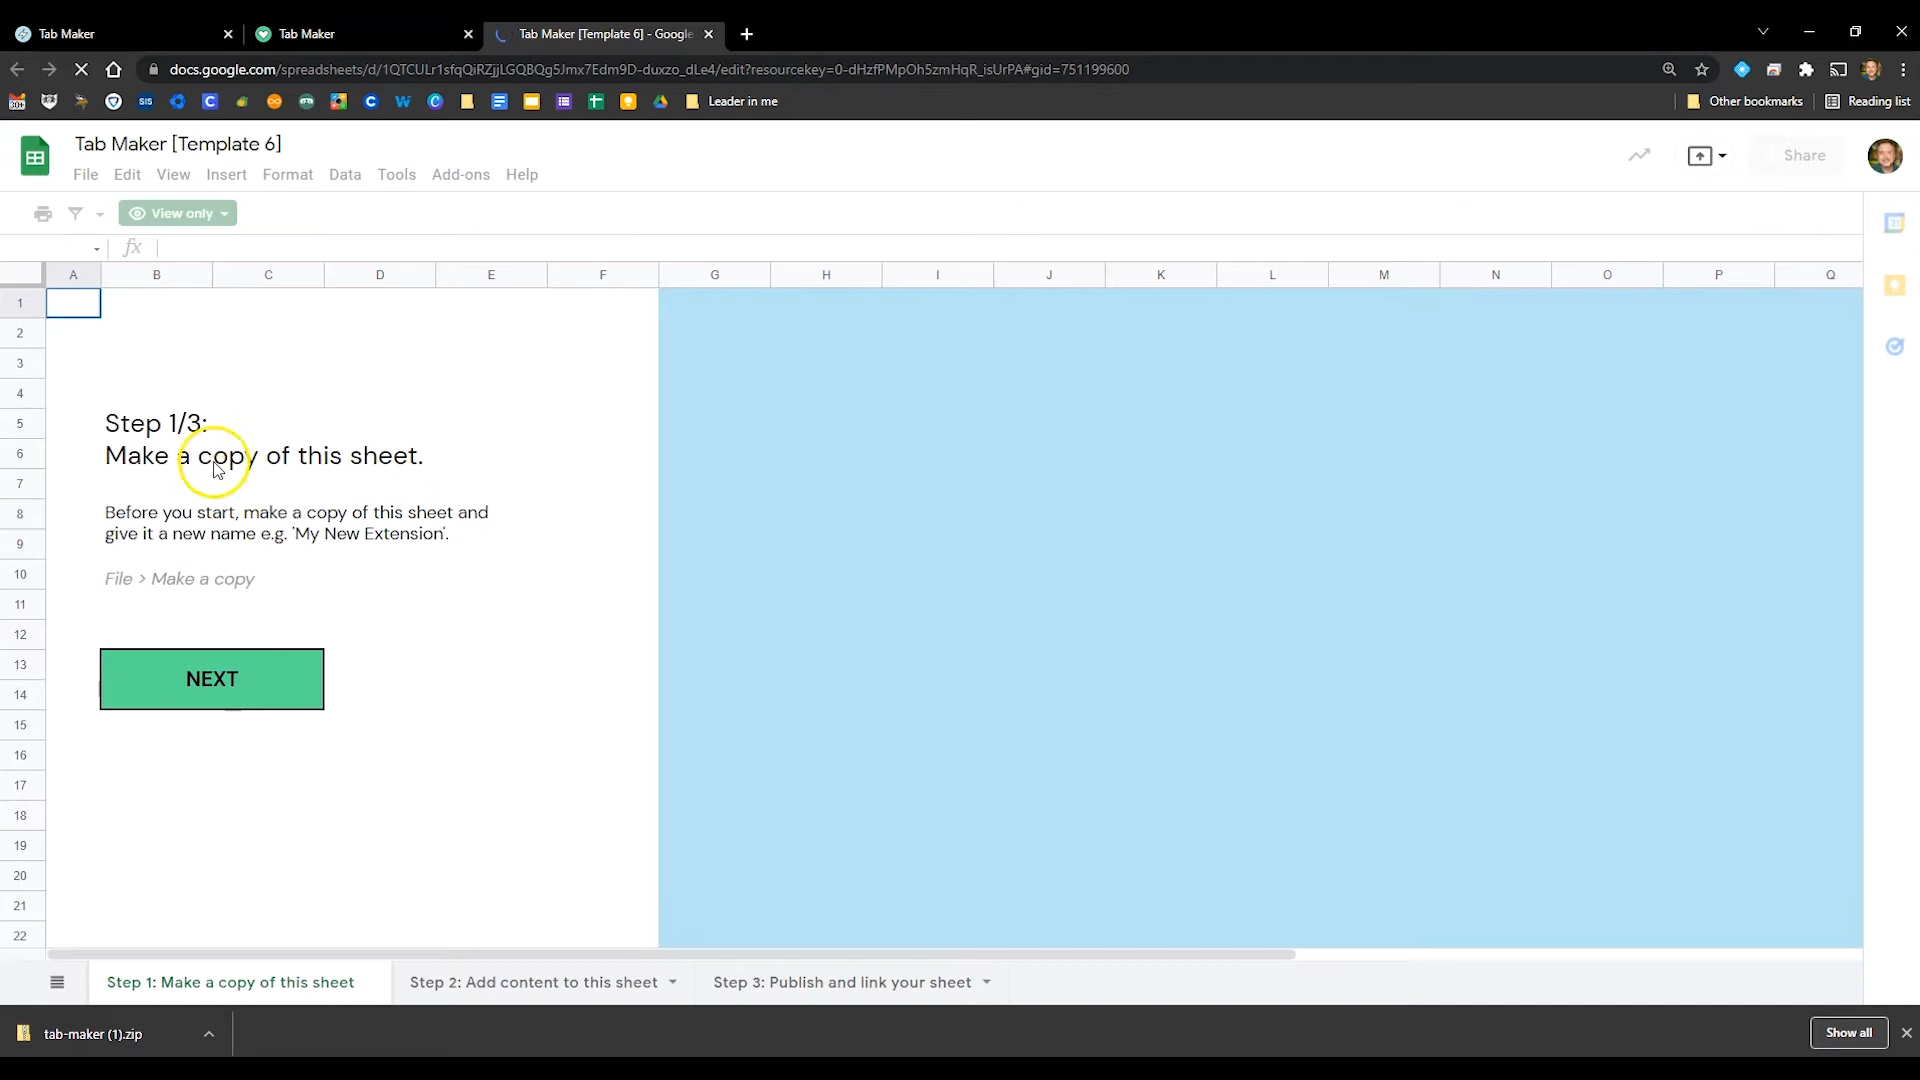 Tab Maker
Tab Maker
Tab Maker [Template 6] - Google
docs.google.com/spreadsheets/d/1QTCULr1sfqQiRZjjLGQBQg5Jmx7Edm9D-duxzo_dLe4/edit?resourcekey=0-dHzfPMpOh5zmHqR_isUrPA#gid=751199600
30+
SIS
Leader in me
Other bookmarks
Reading list
Tab Maker [Template 6]
File Edit View Insert Format Data Tools Add-ons Help
Share
View only
fx
31
A B C D E F G H I J K L M N O P Q
1
2
3
4
5
6
7
8
9
10
11
12
13
14
15
16
17
18
19
20
21
22
Step 1/3:
Make a copy of this sheet.
Before you start, make a copy of this sheet and
give it a new name e.g. 'My New Extension'.
File > Make a copy
NEXT
Step 1: Make a copy of this sheet
Step 2: Add content to this sheet
Step 3: Publish and link your sheet
tab-maker (1).zip
Show all